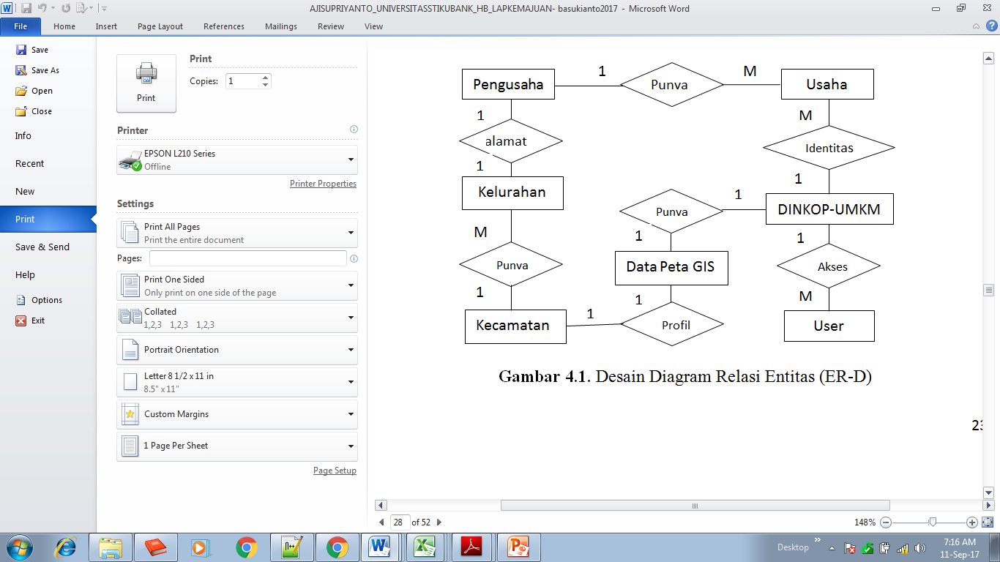 AJISUPRIYANTO_UNIVERSITASSTIKUBANK_HB_LAPKEMAJUAN- basukianto2017 - Microsoft Word
File Home Insert Page Layout References Mailings Review View
Save
Save As
Open
Close
Info
Recent
New
Print
Save & Send
Help
Options
Exit
Print
Print
Copies: 1
Printer
EPSON L210 Series
Offline
Printer Properties
Settings
Print All Pages
Print the entire document
Pages:
Print One Sided
Only print on one side of the page
Collated
1,2,3 1,2,3 1,2,3
Portrait Orientation
Letter 8 1/2 x 11 in
8.5" x 11"
Custom Margins
1 Page Per Sheet
Page Setup
Pengusaha 1 Punva M Usaha
1 M
alamat Identitas
1 1
Kelurahan 1 DINKOP-UMKM
Punva
M 1 1
Punva Data Peta GIS Akses
1 1 M
Kecamatan 1 Profil User
Gambar 4.1. Desain Diagram Relasi Entitas (ER-D)
23
28 of 52
148%
Desktop
7:16 AM
11-Sep-17